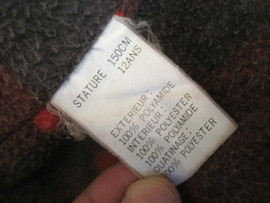 STATURE 150CM
12ANS
EXTERIEUR:
100% POLYAMIDE
INTERIEUR:
100% POLYESTER
100% POLYAMIDE
OUATINAGE:
100% POLYESTER